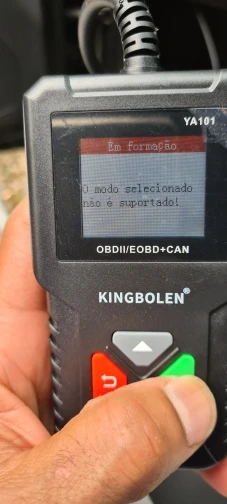 YA101
Em formação
O modo selecionado
não é suportado!
OBDII/EOBD+CAN
KINGBOLEN®